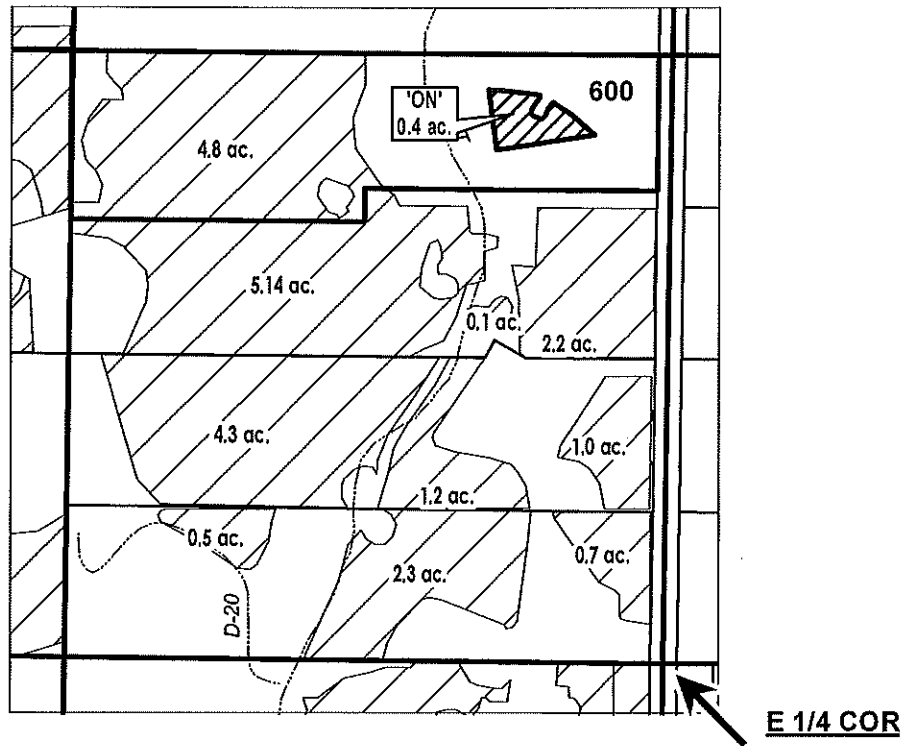 'ON'
0.4 ac.
600
4.8 ac.
5.14 ac.
0.1 ac.
2.2 ac.
4.3 ac.
1.0 ac.
1.2 ac.
0.5 ac.
2.3 ac.
0.7 ac.
D-20
E 1/4 COR